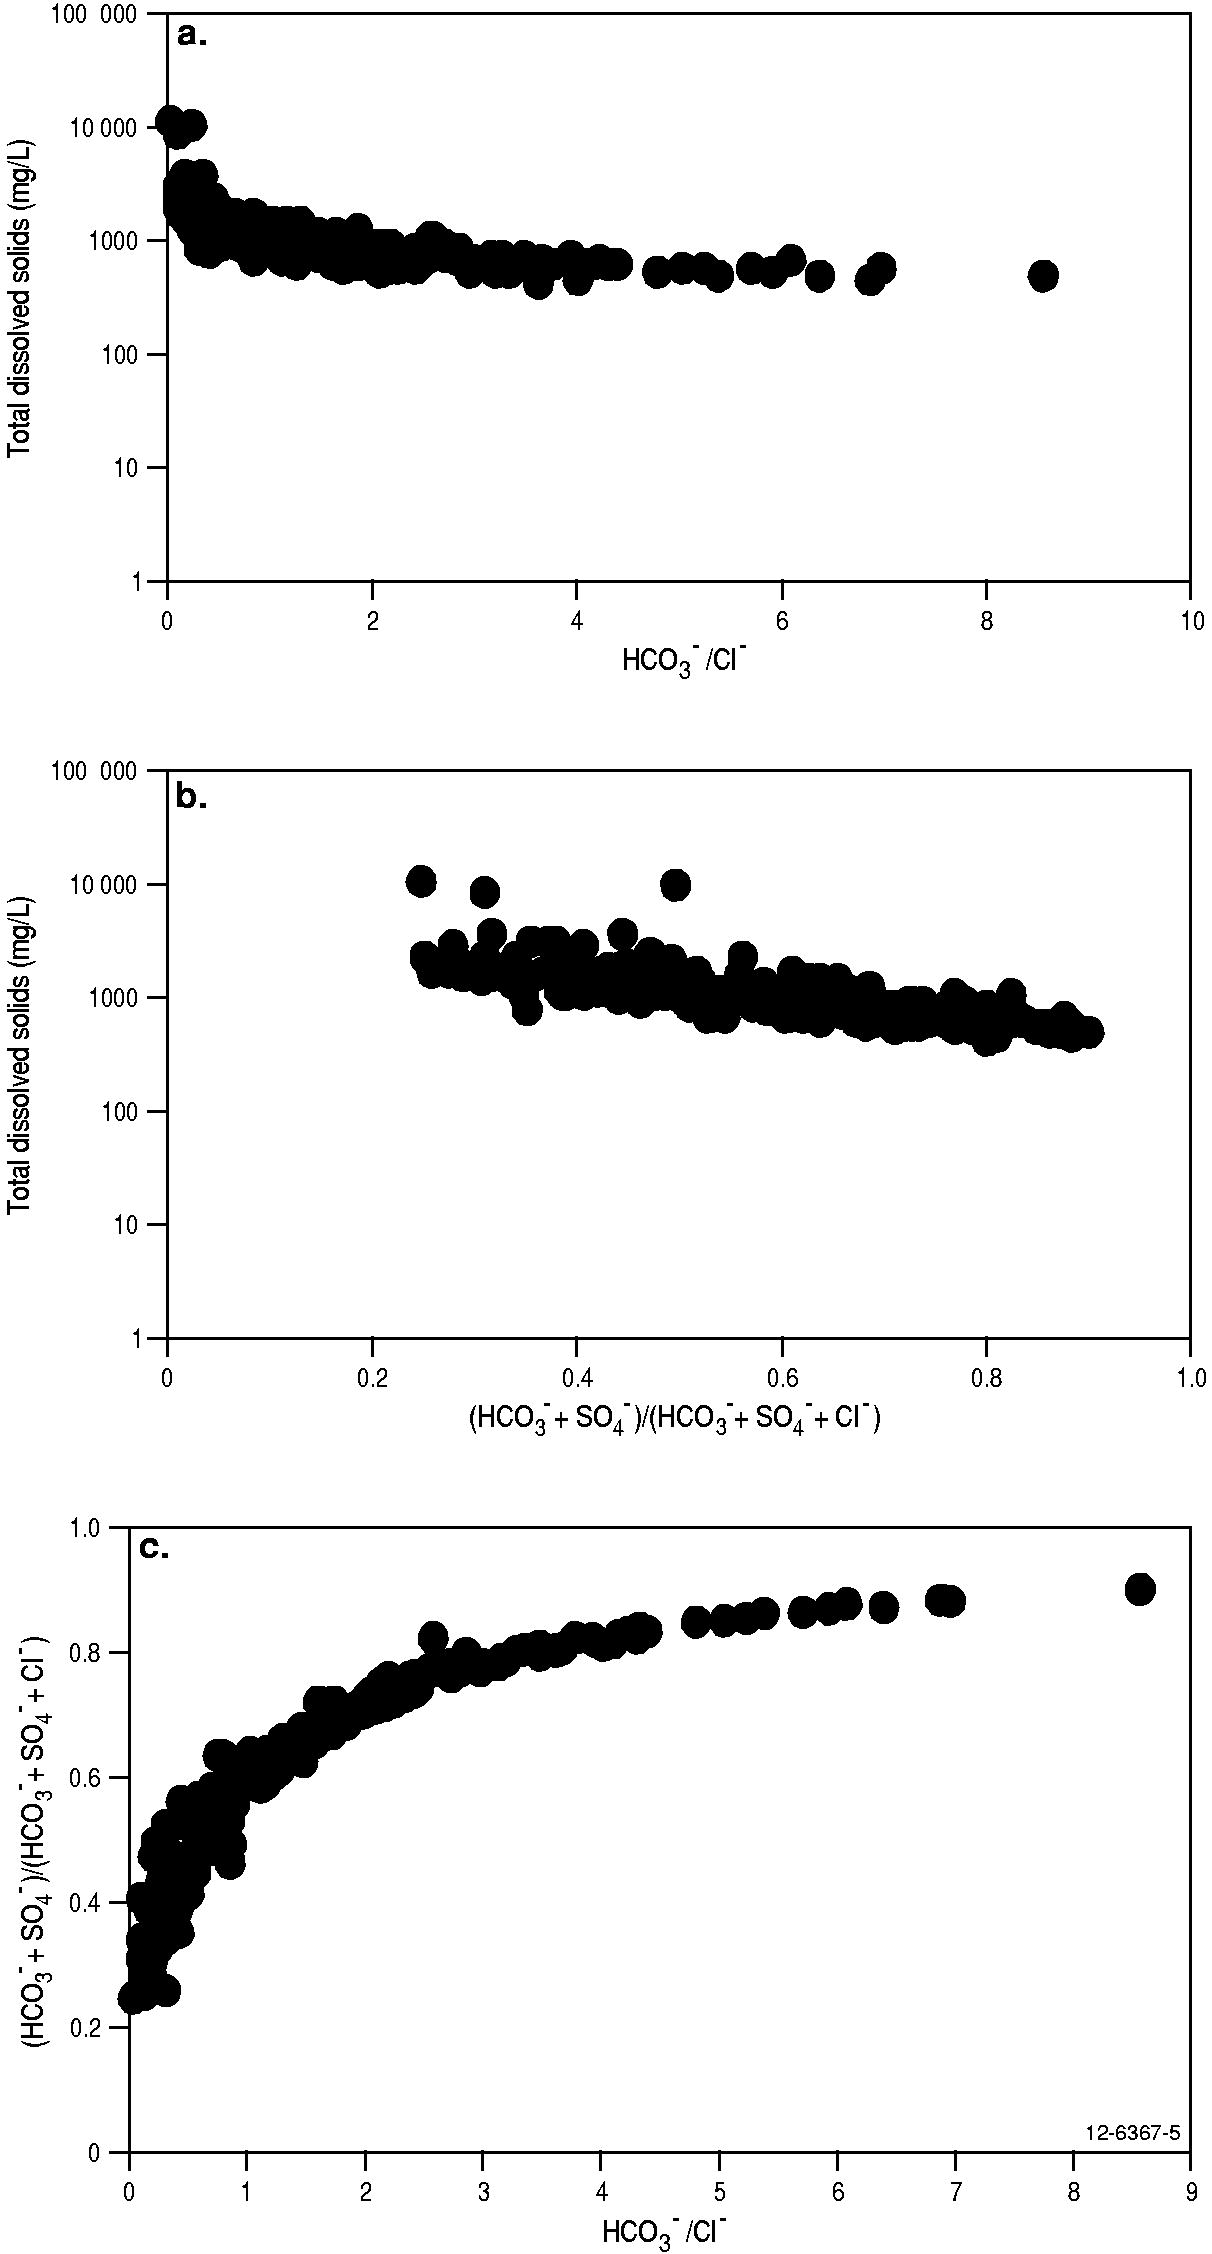 a.
100 000
10 000
1000
100
10
1
Total dissolved solids (mg/L)
0 2 4 6 8 10
HCO₃⁻/Cl⁻
b.
100 000
10 000
1000
100
10
1
Total dissolved solids (mg/L)
0 0.2 0.4 0.6 0.8 1.0
(HCO₃⁻+ SO₄⁻)/(HCO₃⁻+ SO₄⁻+ Cl⁻)
c.
1.0
0.8
0.6
0.4
0.2
0
(HCO₃⁻+ SO₄⁻)/(HCO₃⁻+ SO₄⁻+ Cl⁻)
12-6367-5
0 1 2 3 4 5 6 7 8 9
HCO₃⁻/Cl⁻